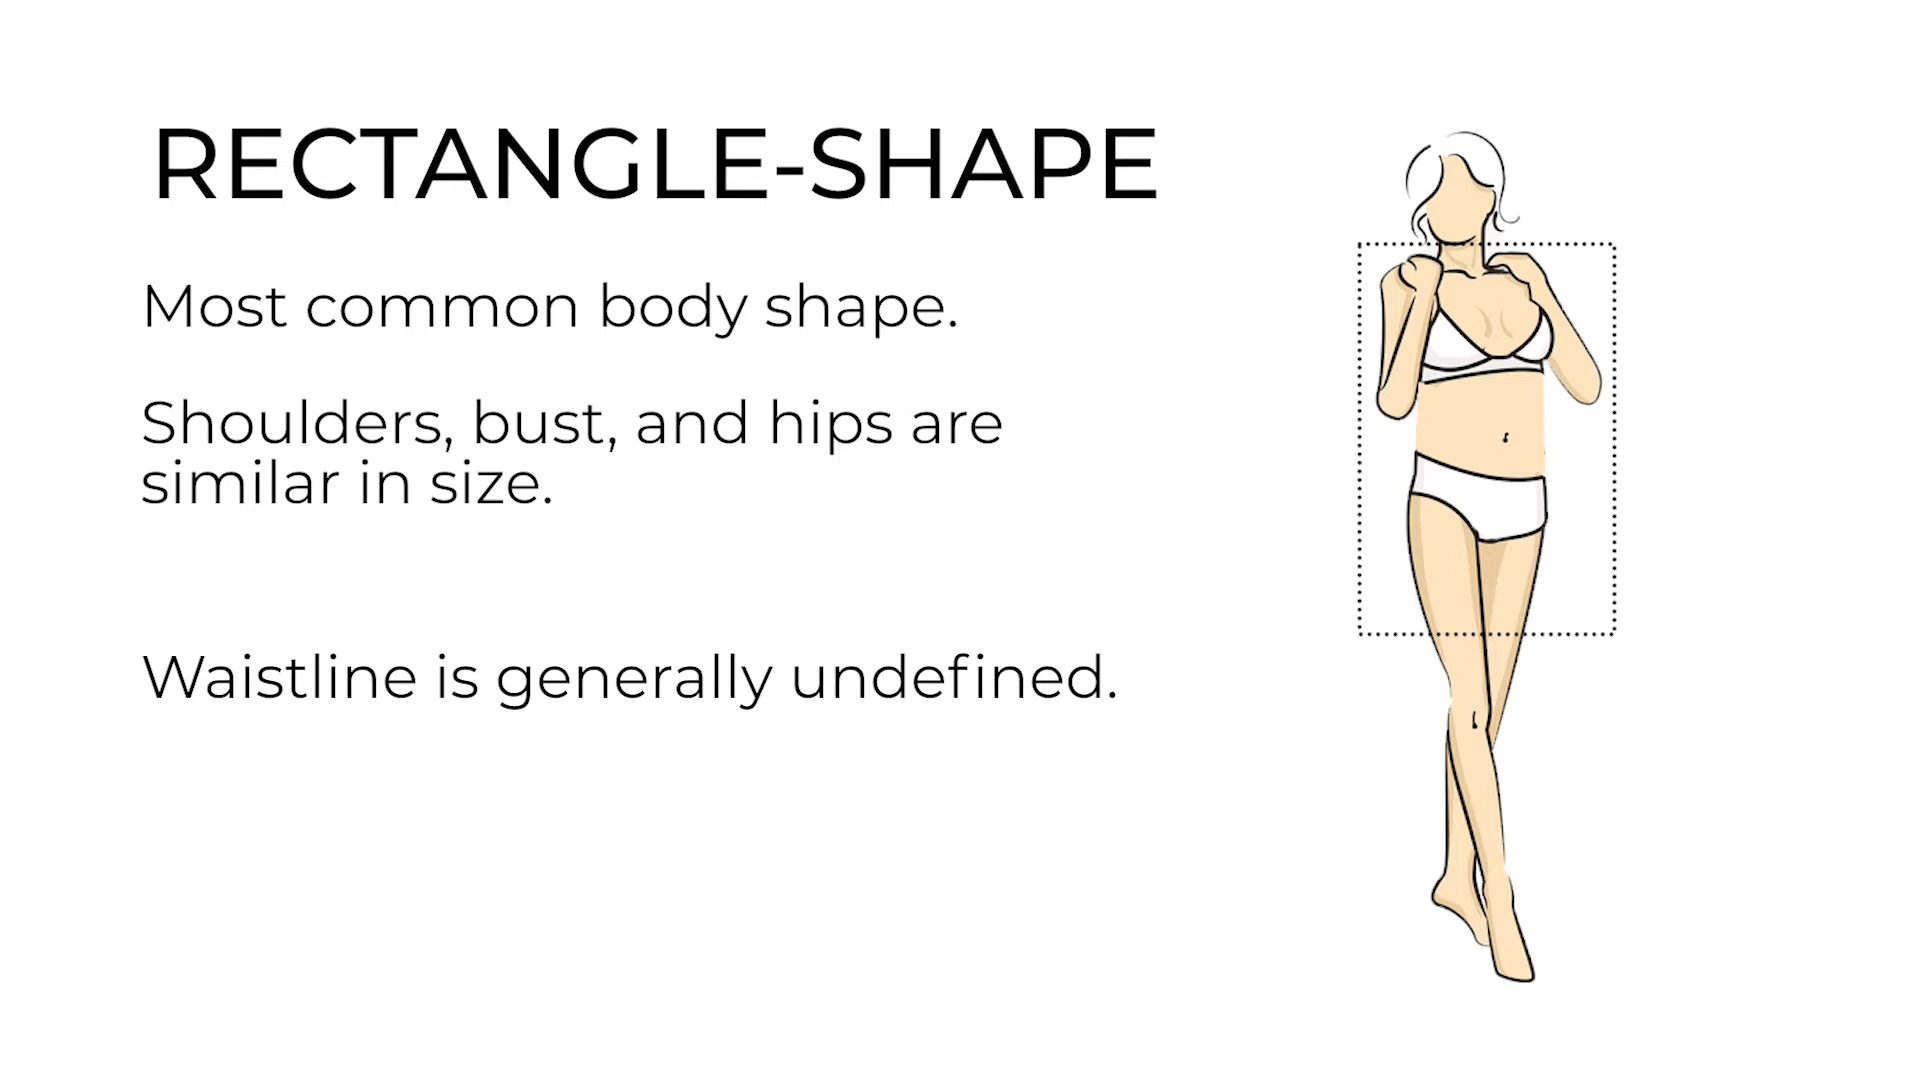 RECTANGLE-SHAPE
Most common body shape.
Shoulders, bust, and hips are
similar in size.
Waistline is generally undefined.